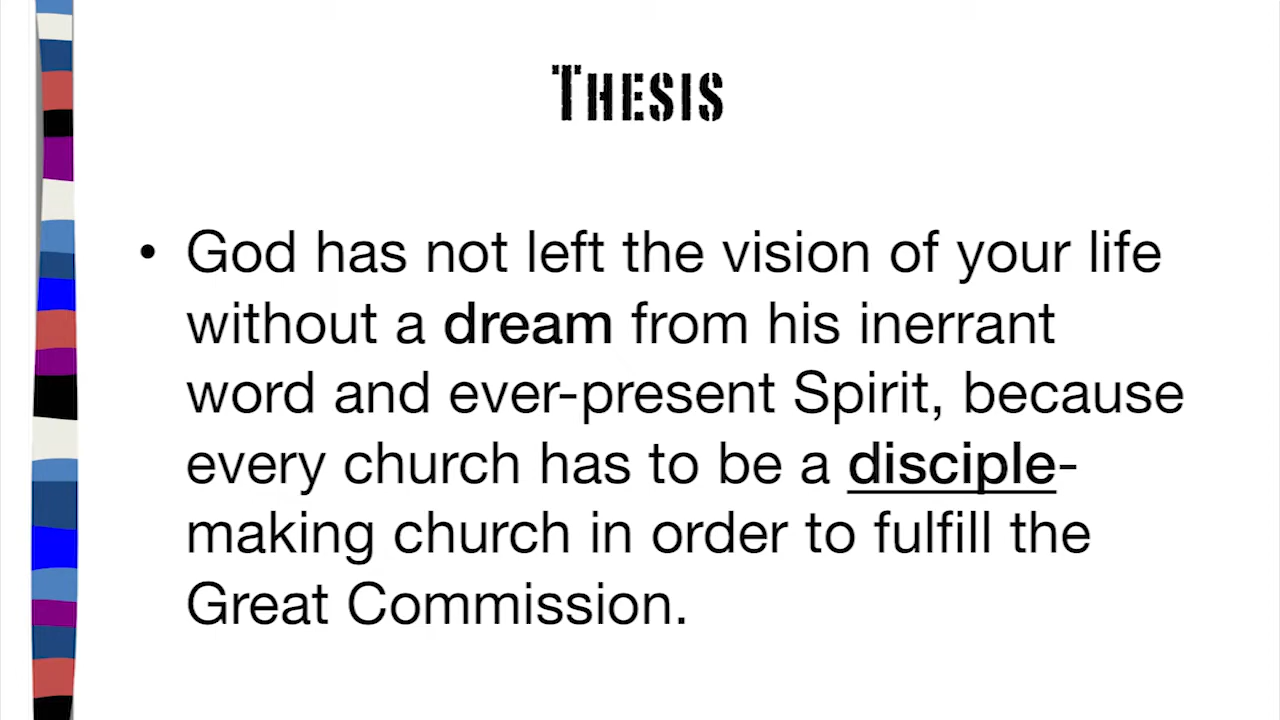 Thesis
• God has not left the vision of your life
without a dream from his inerrant
word and ever-present Spirit, because
every church has to be a disciple-
making church in order to fulfill the
Great Commission.